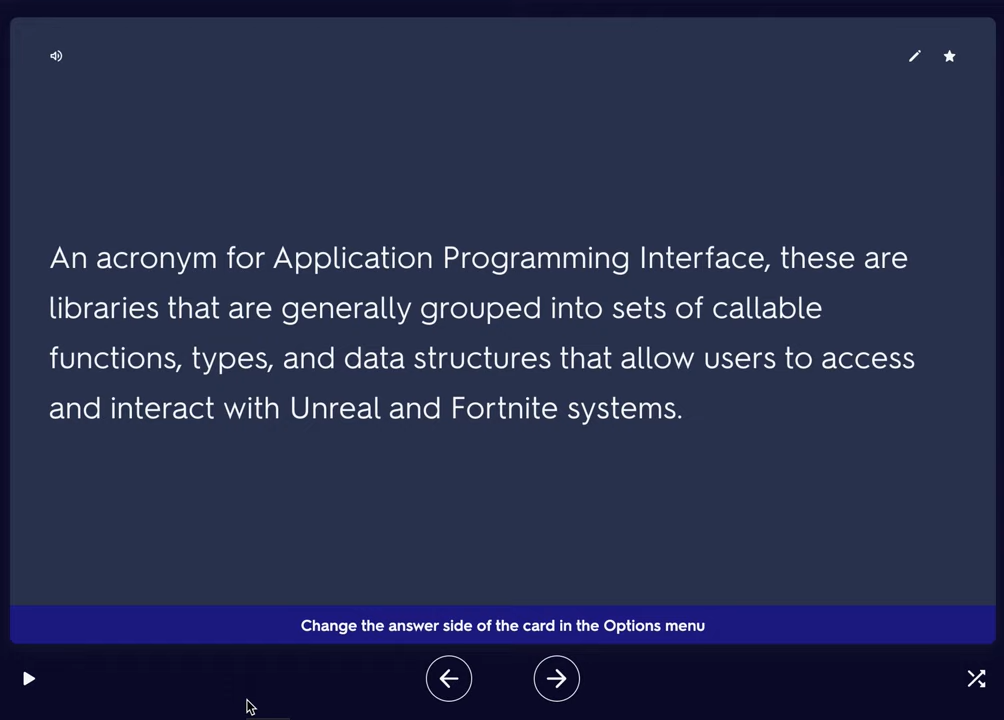 An acronym for Application Programming Interface, these are
libraries that are generally grouped into sets of callable
functions, types, and data structures that allow users to access
and interact with Unreal and Fortnite systems.
Change the answer side of the card in the Options menu